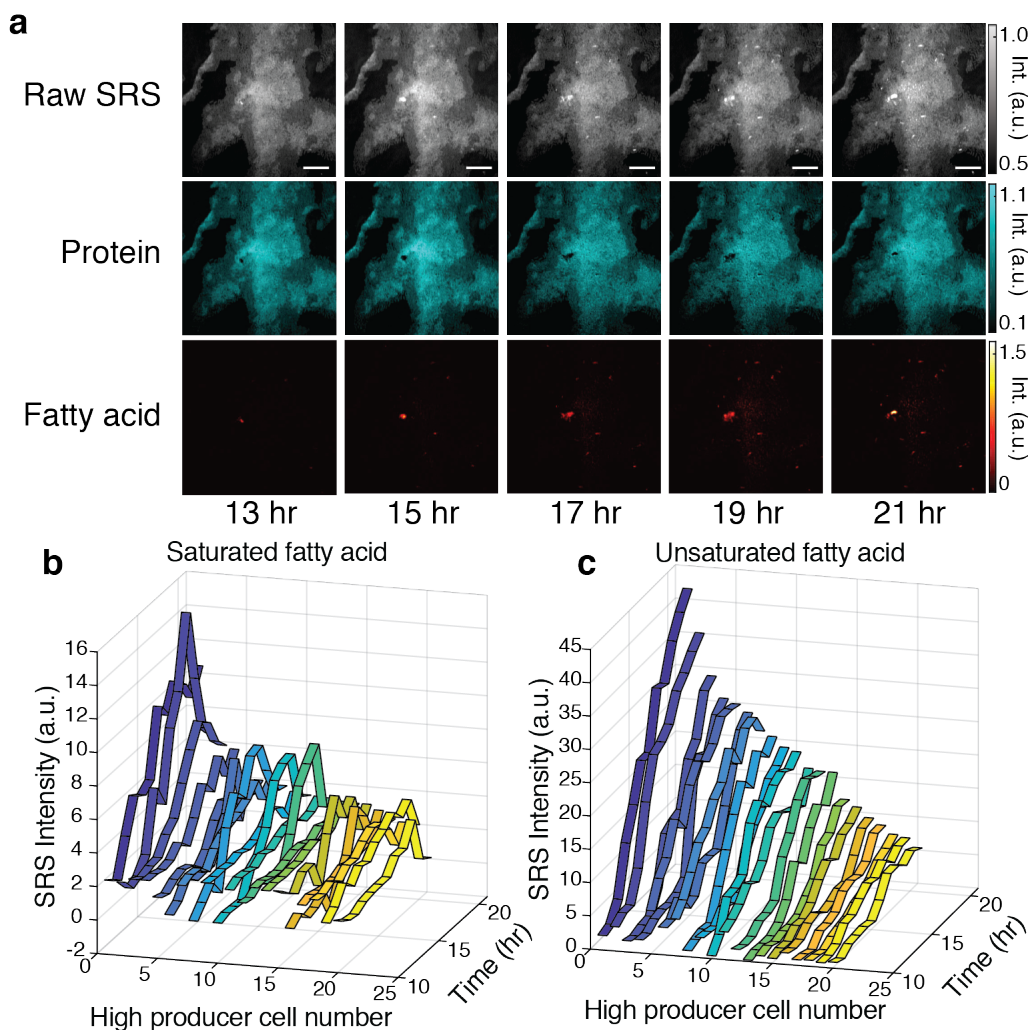 a
Raw SRS
1.0
Int. (a.u.)
0.5
Protein
1.1
Int. (a.u.)
0.1
Fatty acid
1.5
Int. (a.u.)
0
13 hr
15 hr
17 hr
19 hr
21 hr
b
Saturated fatty acid
16
14
12
10
8
6
4
2
0
-2
SRS Intensity (a.u.)
0
5
10
15
20
25
High producer cell number
10
15
20
Time (hr)
c
Unsaturated fatty acid
45
40
35
30
25
20
15
10
5
0
SRS Intensity (a.u.)
0
5
10
15
20
25
High producer cell number
10
15
20
Time (hr)